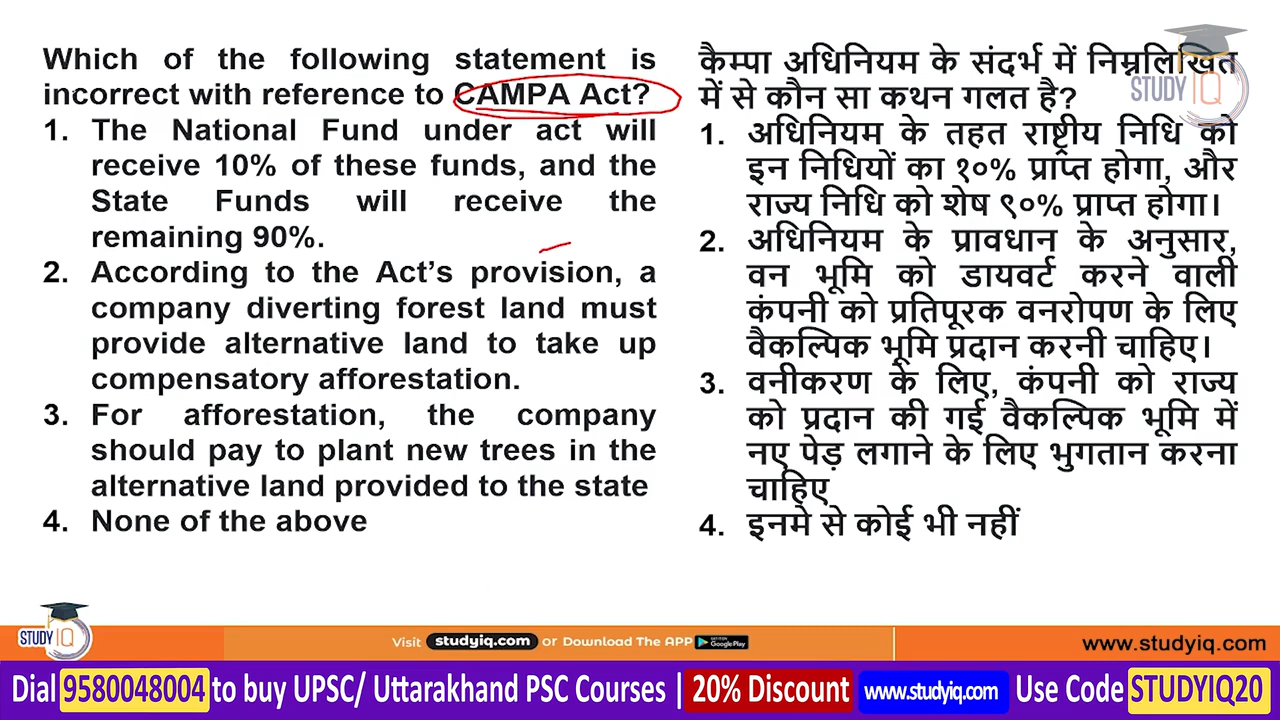 Which of the following statement is
incorrect with reference to CAMPA Act?
1. The National Fund under act will
receive 10% of these funds, and the
State Funds will receive the
remaining 90%.
2. According to the Act's provision, a
company diverting forest land must
provide alternative land to take up
compensatory afforestation.
3. For afforestation, the company
should pay to plant new trees in the
alternative land provided to the state
4. None of the above
कैम्पा अधिनियम के संदर्भ में निम्नलिखित
में से कौन सा कथन गलत है?
1. अधिनियम के तहत राष्ट्रीय निधि को
इन निधियों का १०% प्राप्त होगा, और
राज्य निधि को शेष ९०% प्राप्त होगा।
2. अधिनियम के प्रावधान के अनुसार,
वन भूमि को डायवर्ट करने वाली
कंपनी को प्रतिपूरक वनरोपण के लिए
वैकल्पिक भूमि प्रदान करनी चाहिए।
3. वनीकरण के लिए, कंपनी को राज्य
को प्रदान की गई वैकल्पिक भूमि में
नए पेड़ लगाने के लिए भुगतान करना
चाहिए
4. इनमे से कोई भी नहीं
STUDY IQ
STUDY IQ
Visit studyiq.com or Download The APP GET IT ON Google Play
www.studyiq.com
Dial 9580048004 to buy UPSC/ Uttarakhand PSC Courses | 20% Discount www.studyiq.com Use Code STUDYIQ20